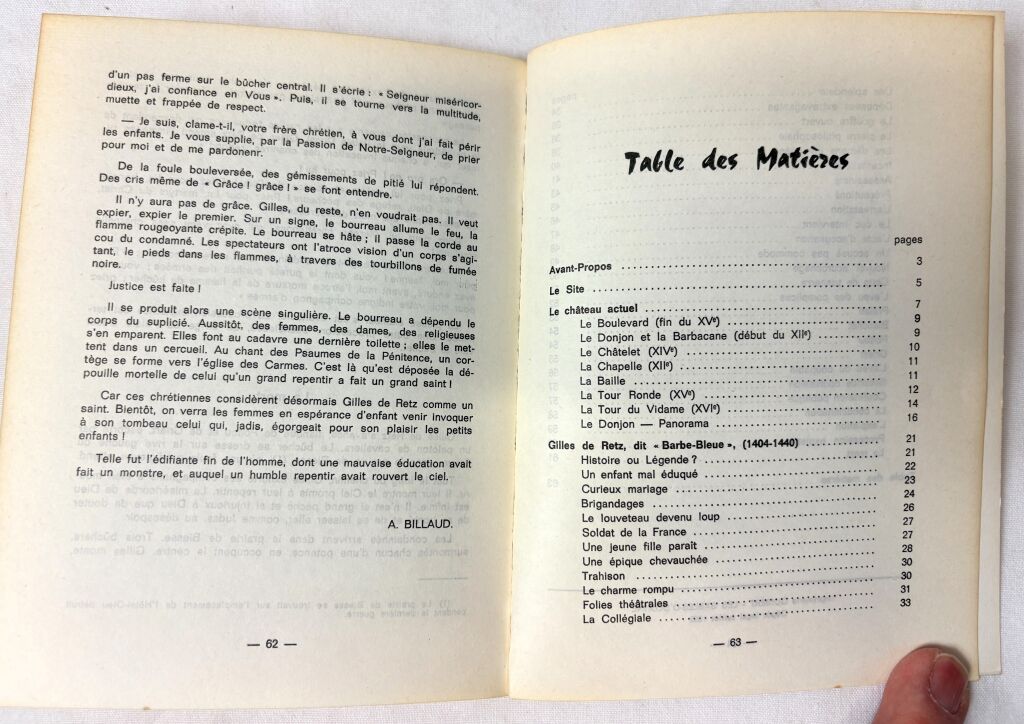 d'un pas ferme sur le bûcher central. Il s'écrie : « Seigneur miséricor-
dieux, j'ai confiance en Vous ». Puis, il se tourne vers la multitude,
muette et frappée de respect.
— Je suis, clame-t-il, votre frère chrétien, à vous dont j'ai fait périr
les enfants. Je vous supplie, par la Passion de Notre-Seigneur, de prier
pour moi et de me pardonenr.
De la foule bouleversée, des gémissements de pitié lui répondent.
Des cris même de « Grâce ! grâce ! » se font entendre.
Il n'y aura pas de grâce. Gilles, du reste, n'en voudrait pas. Il veut
expier, expier le premier. Sur un signe, le bourreau allume le feu, la
flamme rougeoyante crépite. Le bourreau se hâte ; il passe la corde au
cou du condamné. Les spectateurs ont l'atroce vision d'un corps s'agi-
tant, le pieds dans les flammes, à travers des tourbillons de fumée
noire.
Justice est faite !
Il se produit alors une scène singulière. Le bourreau a dépendu le
corps du suplicié. Aussitôt, des femmes, des dames, des religieuses
s'en emparent. Elles font au cadavre une dernière toilette ; elles le met-
tent dans un cercueil. Au chant des Psaumes de la Pénitence, un cor-
tège se forme vers l'église des Carmes. C'est là qu'est déposée la dé-
pouille mortelle de celui qu'un grand repentir a fait un grand saint !
Car ces chrétiennes considèrent désormais Gilles de Retz comme un
saint. Bientôt, on verra les femmes en espérance d'enfant venir invoquer
à son tombeau celui qui, jadis, égorgeait pour son plaisir les petits
enfants !
Telle fut l'édifiante fin de l'homme, dont une mauvaise éducation avait
fait un monstre, et auquel un humble repentir avait rouvert le ciel.
A. BILLAUD.
— 62 —
Table des Matières
pages
Avant-Propos 3
Le Site 5
Le château actuel 7
Le Boulevard (fin du XVe) 9
Le Donjon et la Barbacane (début du XIIe) 9
Le Châtelet (XIVe) 10
La Chapelle (XIIe) 11
La Baille 11
La Tour Ronde (XVe) 12
La Tour du Vidame (XVIe) 14
Le Donjon — Panorama 16
Gilles de Retz, dit « Barbe-Bleue », (1404-1440) 21
Histoire ou Légende ? 21
Un enfant mal éduqué 22
Curieux mariage 23
Brigandages 24
Le louveteau devenu loup 26
Soldat de la France 27
Une jeune fille paraît 27
Une épique chevauchée 28
Trahison 30
Le charme rompu 30
Folies théâtrales 31
La Collégiale 33
— 63 —